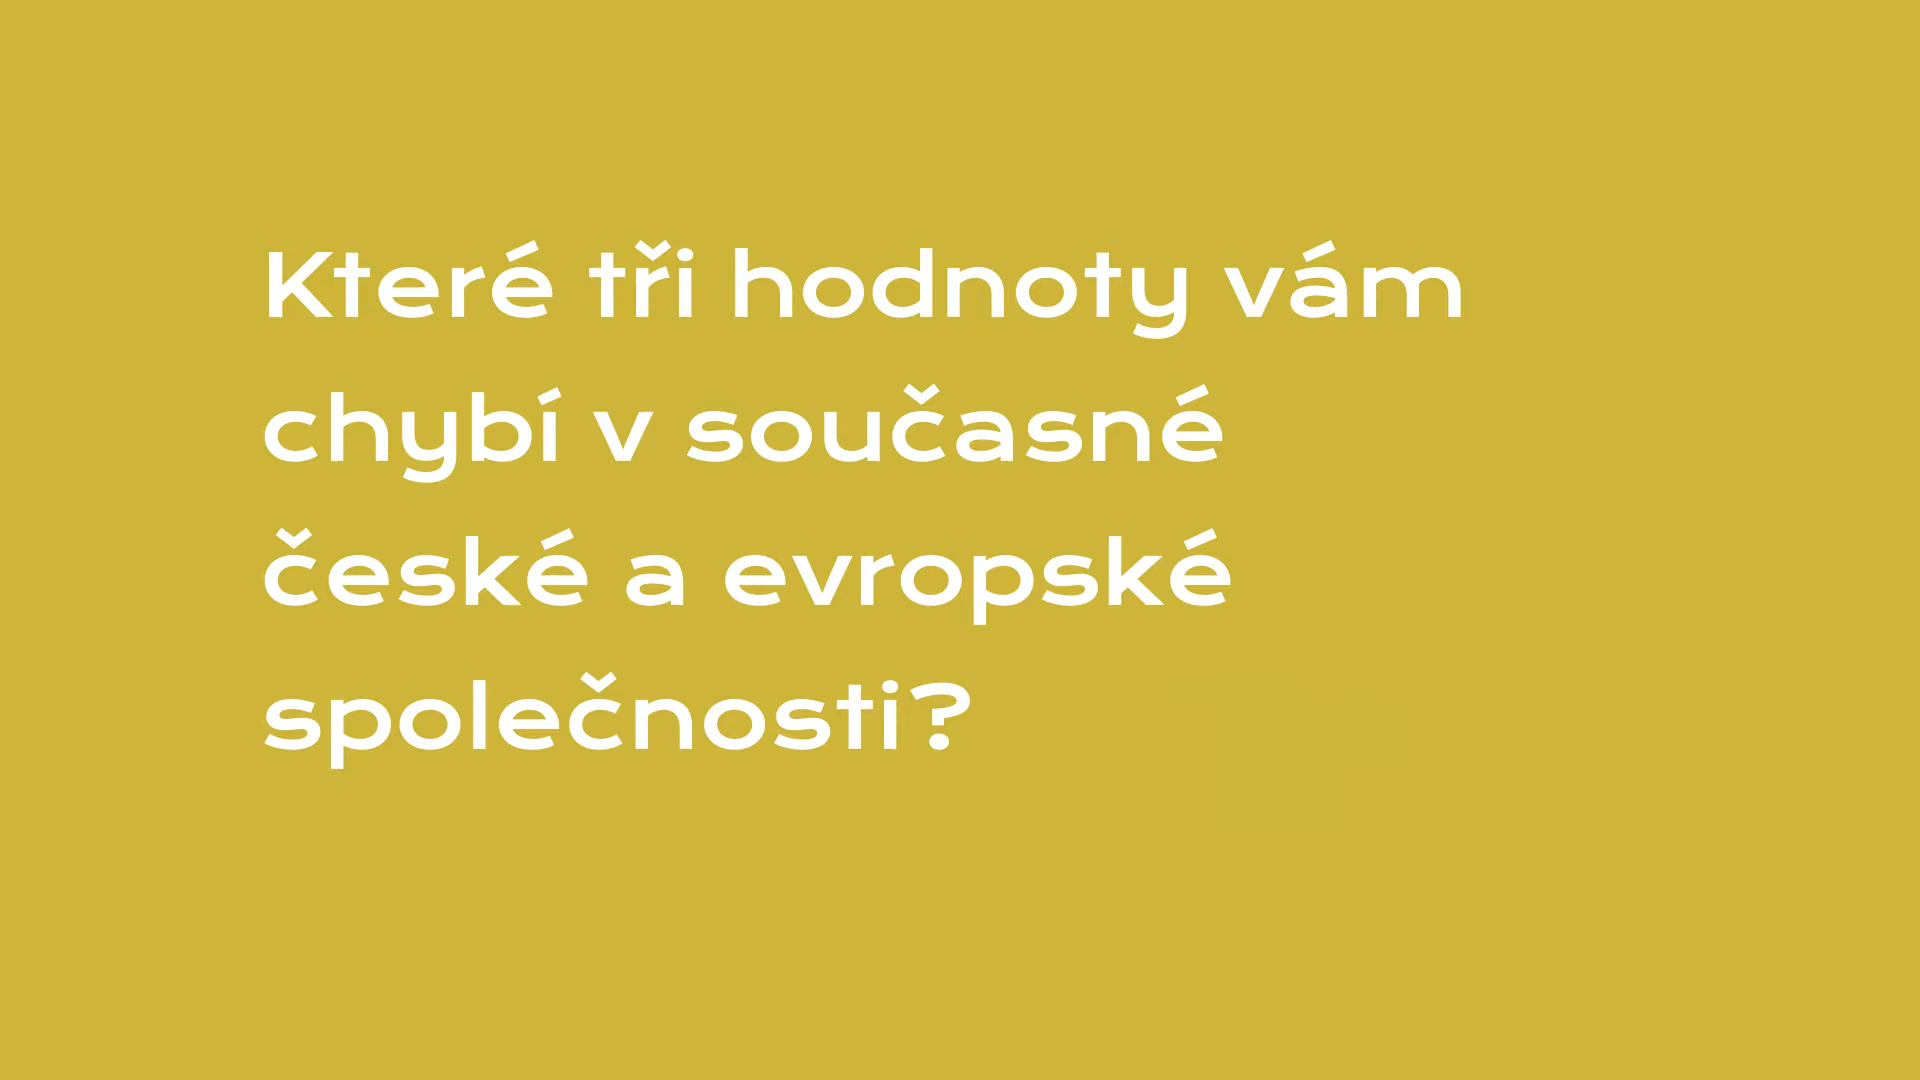 Které tři hodnoty vám
chybí v současné
české a evropské
společnosti?